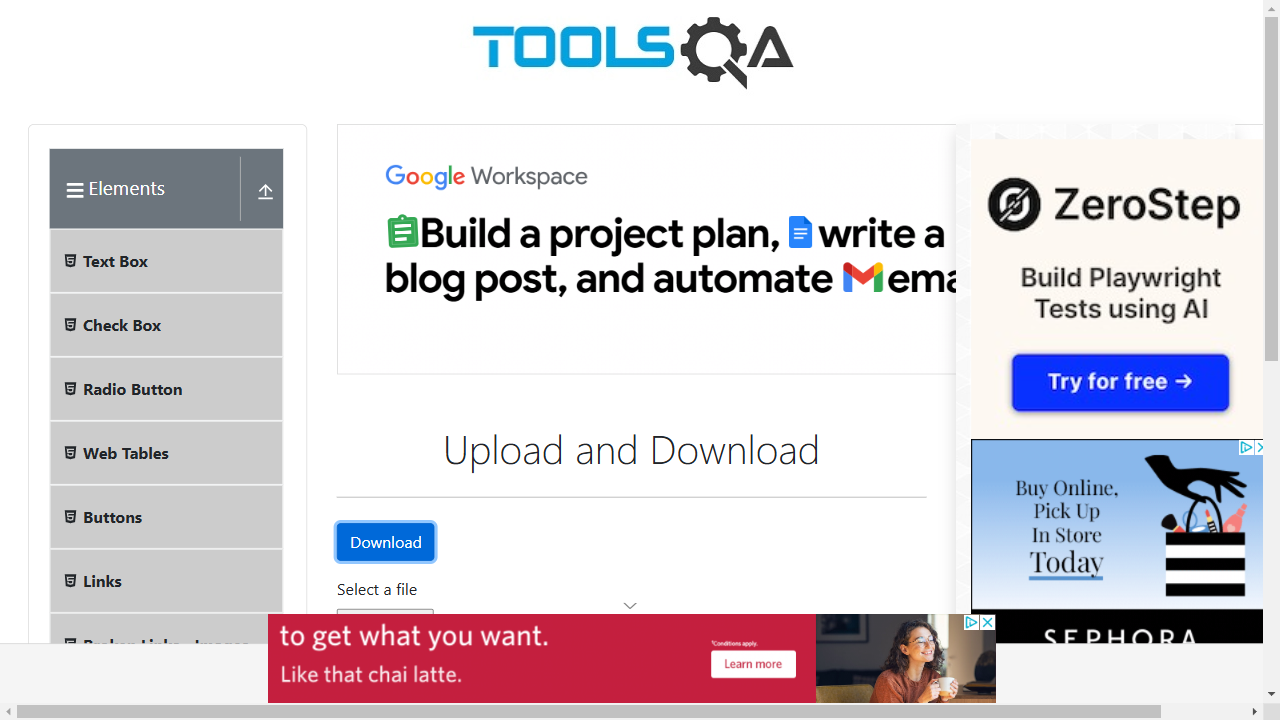 TOOLSQA
Elements
Text Box
Check Box
Radio Button
Web Tables
Buttons
Links
Google Workspace
Build a project plan, write a
blog post, and automate
Upload and Download
Download
Select a file
ZeroStep
Build Playwright
Tests using AI
Try for free →
Buy Online,
Pick Up
In Store
Today
SEPHORA
to get what you want.
Like that chai latte.
*Conditions apply.
Learn more